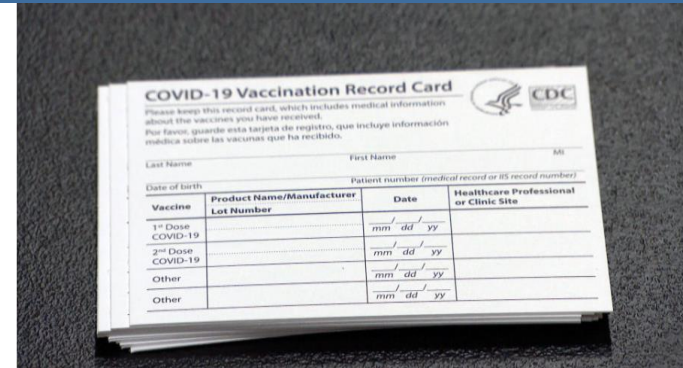 COVID-19 Vaccination Record Card
CDC
Please keep this record card, which includes medical information
about the vaccines you have received.
Por favor, guarde esta tarjeta de registro, que incluye información
médica sobre las vacunas que ha recibido.
Last Name First Name MI
Date of birth Patient number (medical record or IIS record number)
Vaccine Product Name/Manufacturer Date Healthcare Professional
Lot Number or Clinic Site
1st Dose
COVID-19
mm dd yy
2nd Dose
COVID-19
mm dd yy
Other
mm dd yy
Other
mm dd yy